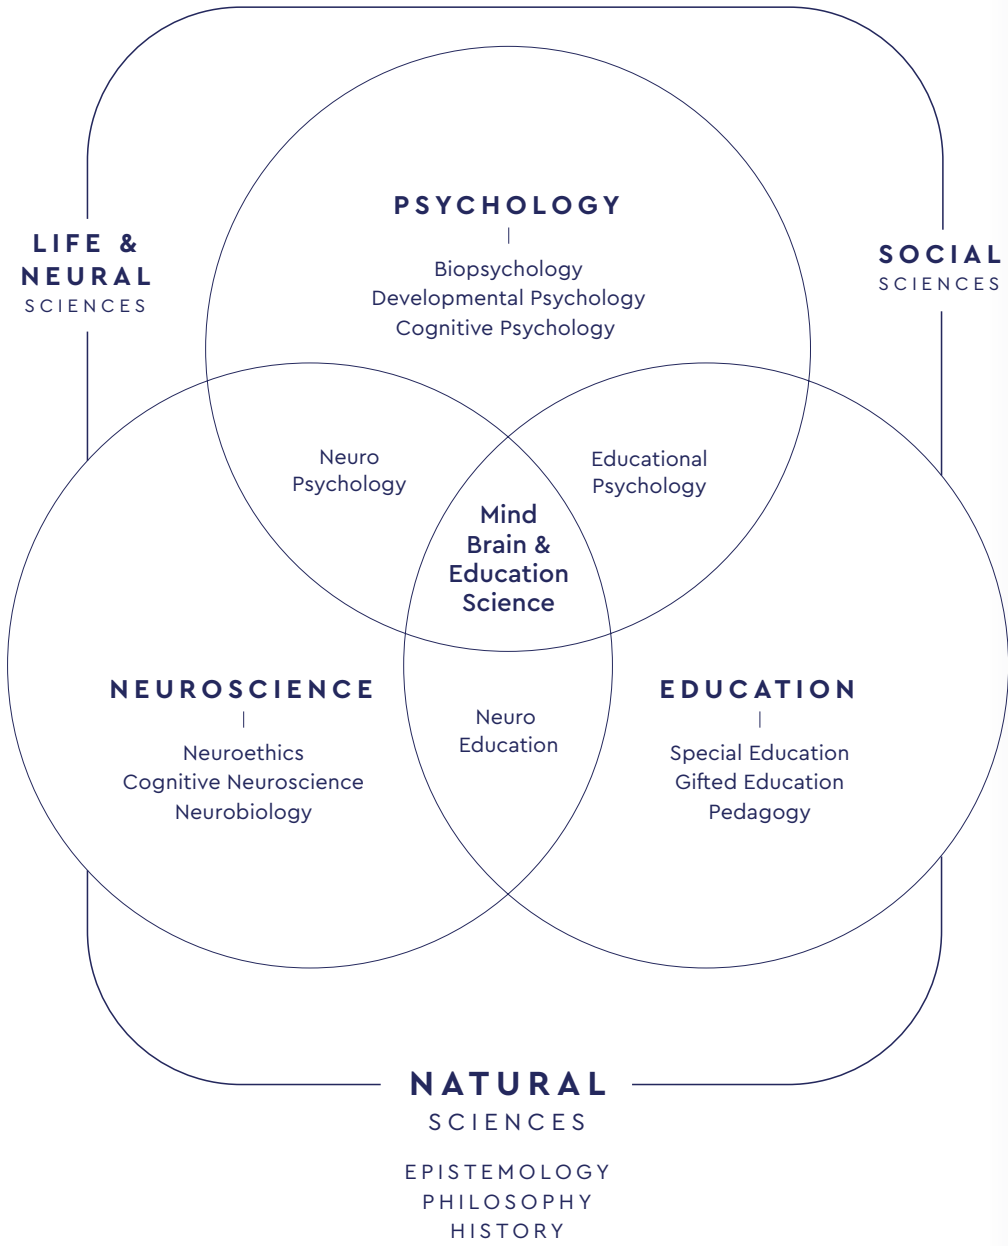 PSYCHOLOGY
Biopsychology
Developmental Psychology
Cognitive Psychology
LIFE &
NEURAL
SCIENCES
SOCIAL
SCIENCES
Neuro
Psychology
Educational
Psychology
Mind
Brain &
Education
Science
NEUROSCIENCE
Neuroethics
Cognitive Neuroscience
Neurobiology
Neuro
Education
EDUCATION
Special Education
Gifted Education
Pedagogy
NATURAL
SCIENCES
EPISTEMOLOGY
PHILOSOPHY
HISTORY